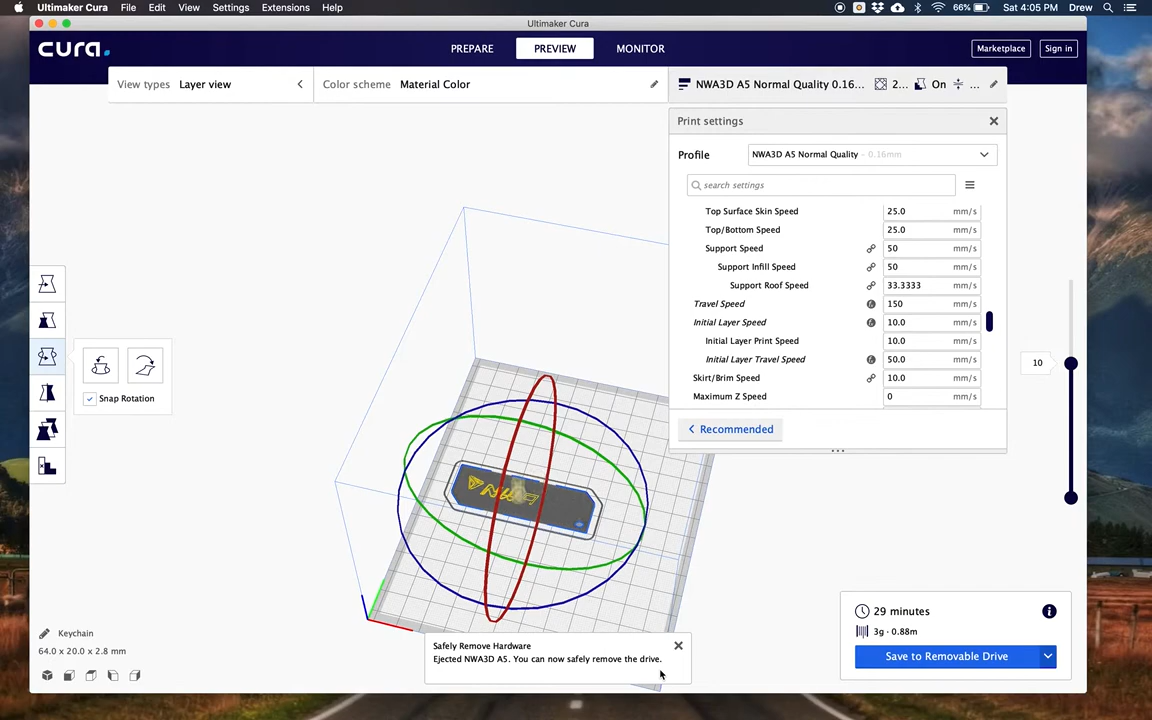 Ultimaker Cura File Edit View Settings Extensions Help 66% Sat 4:05 PM Drew
Ultimaker Cura
cura. PREPARE PREVIEW MONITOR Marketplace Sign in
View types Layer view Color scheme Material Color NWA3D A5 Normal Quality 0.16... 2... On ...
Print settings
Profile NWA3D A5 Normal Quality - 0.16mm
search settings
Top Surface Skin Speed 25.0 mm/s
Top/Bottom Speed 25.0 mm/s
Support Speed 50 mm/s
Support Infill Speed 50 mm/s
Support Roof Speed 33.3333 mm/s
Travel Speed 150 mm/s
Initial Layer Speed 10.0 mm/s
Initial Layer Print Speed 10.0 mm/s
Initial Layer Travel Speed 50.0 mm/s
Skirt/Brim Speed 10.0 mm/s
Maximum Z Speed 0 mm/s
Recommended
10
Snap Rotation
Keychain
64.0 x 20.0 x 2.8 mm
Safely Remove Hardware
Ejected NWA3D A5. You can now safely remove the drive.
29 minutes
3g · 0.88m
Save to Removable Drive